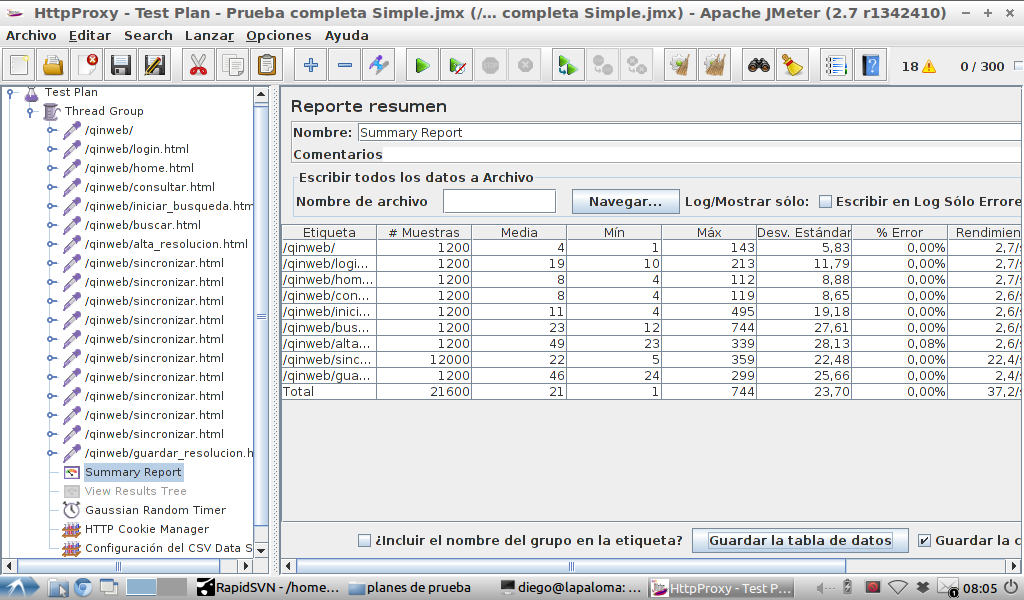 HttpProxy - Test Plan - Prueba completa Simple.jmx (/... completa Simple.jmx) - Apache JMeter (2.7 r1342410)
Archivo Editar Search Lanzar Opciones Ayuda
18 0 / 300
Test Plan
Thread Group
/qinweb/
/qinweb/login.html
/qinweb/home.html
/qinweb/consultar.html
/qinweb/iniciar_busqueda.htm
/qinweb/buscar.html
/qinweb/alta_resolucion.html
/qinweb/sincronizar.html
/qinweb/sincronizar.html
/qinweb/sincronizar.html
/qinweb/sincronizar.html
/qinweb/sincronizar.html
/qinweb/sincronizar.html
/qinweb/sincronizar.html
/qinweb/sincronizar.html
/qinweb/sincronizar.html
/qinweb/sincronizar.html
/qinweb/guardar_resolucion.h
Summary Report
View Results Tree
Gaussian Random Timer
HTTP Cookie Manager
Configuración del CSV Data S
Reporte resumen
Nombre: Summary Report
Comentarios
Escribir todos los datos a Archivo
Nombre de archivo Navegar... Log/Mostrar sólo: Escribir en Log Sólo Errore
Etiqueta # Muestras Media Mín Máx Desv. Estándar % Error Rendimien
/qinweb/ 1200 4 1 143 5,83 0,00% 2,7/s
/qinweb/logi... 1200 19 10 213 11,79 0,00% 2,7/s
/qinweb/hom... 1200 8 4 112 8,88 0,00% 2,7/s
/qinweb/con... 1200 8 4 119 8,65 0,00% 2,6/s
/qinweb/inici... 1200 11 4 495 19,18 0,00% 2,6/s
/qinweb/bus... 1200 23 12 744 27,61 0,00% 2,6/s
/qinweb/alta... 1200 49 23 339 28,13 0,08% 2,6/s
/qinweb/sinc... 12000 22 5 359 22,48 0,00% 22,4/s
/qinweb/gua... 1200 46 24 299 25,66 0,00% 2,4/s
Total 21600 21 1 744 23,70 0,00% 37,2/s
¿Incluir el nombre del grupo en la etiqueta? Guardar la tabla de datos Guardar la c
RapidSVN - /home... planes de prueba diego@lapaloma: ... HttpProxy - Test P... 1 08:05